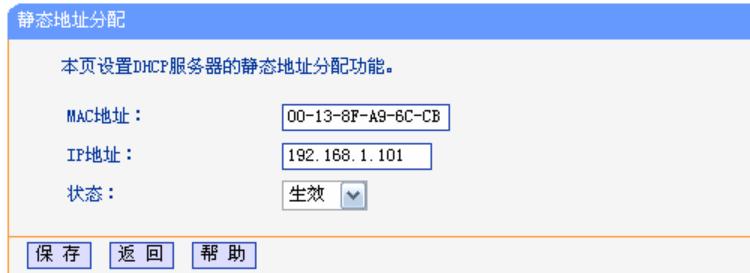 静态地址分配
本页设置DHCP服务器的静态地址分配功能。
MAC地址： 00-13-8F-A9-6C-CB
IP地址： 192.168.1.101
状态： 生效
保 存 返 回 帮 助